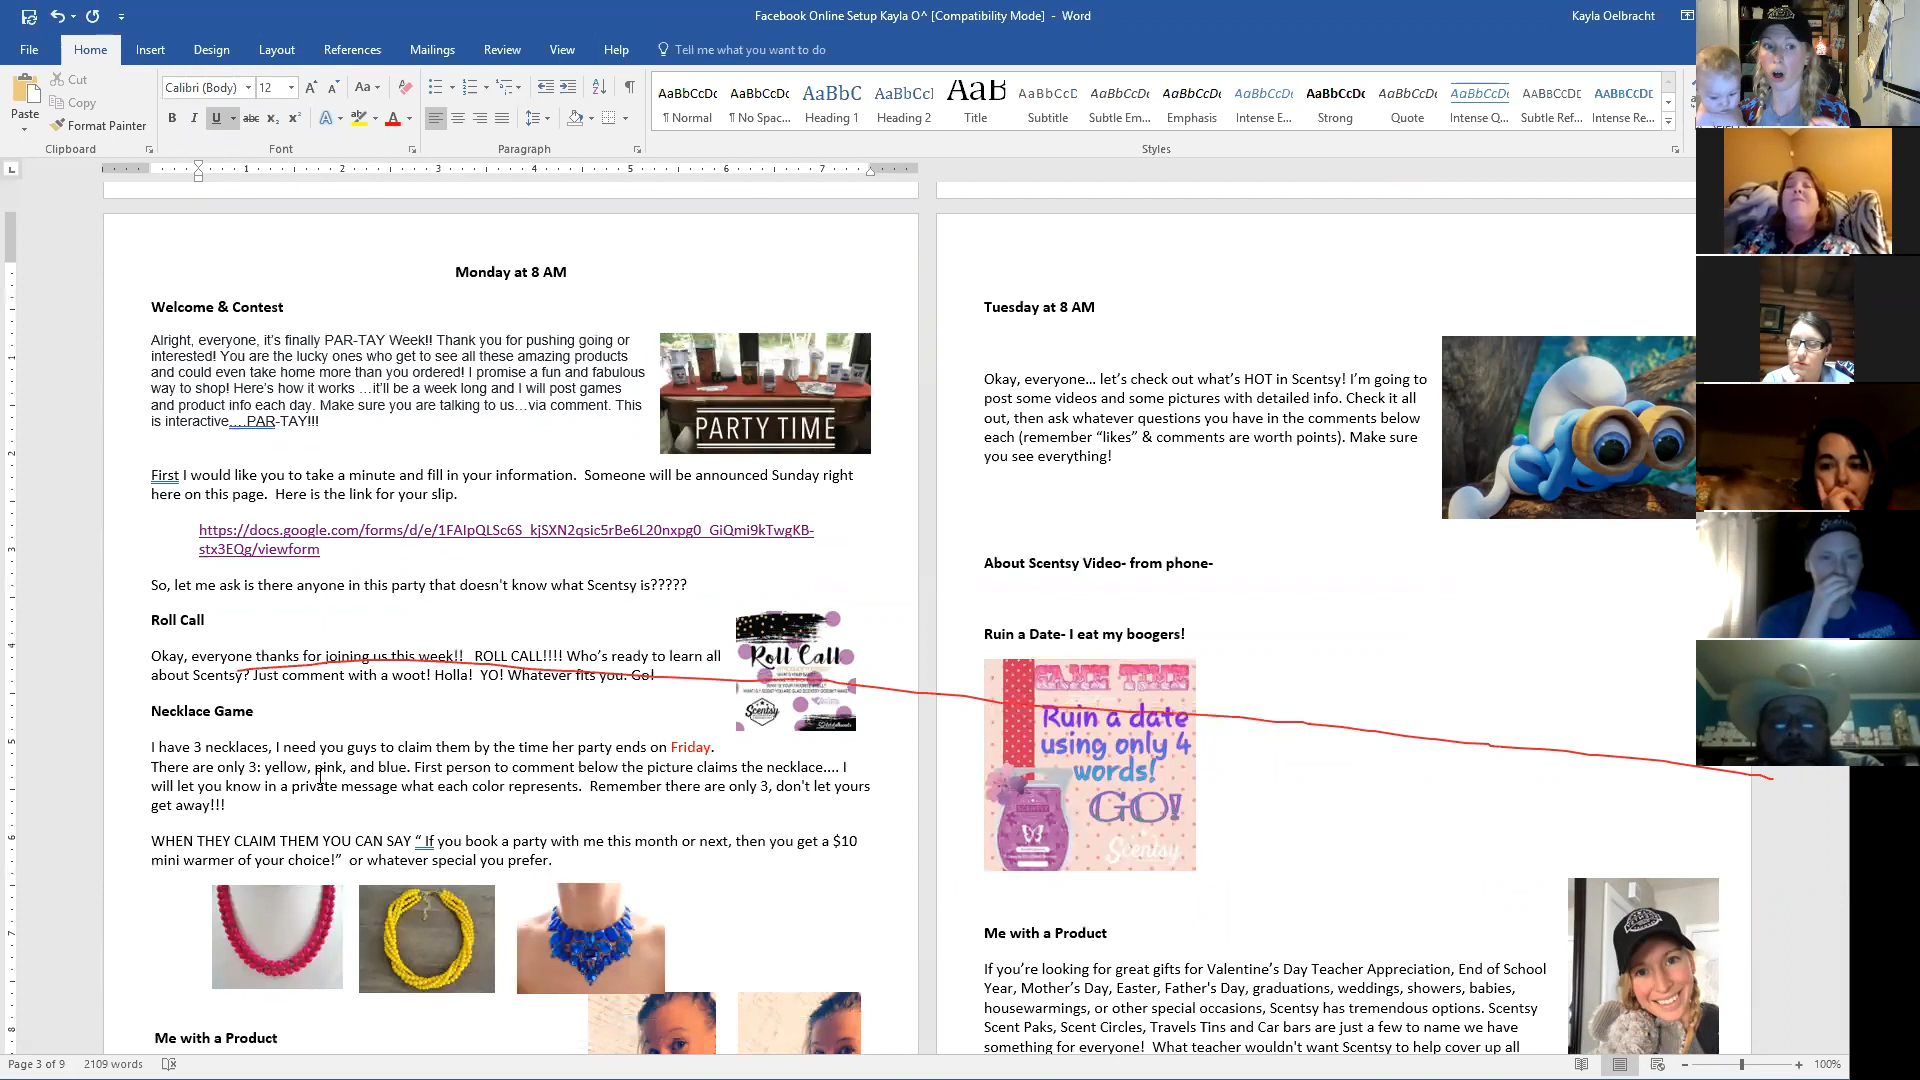 Facebook Online Setup Kayla O^ [Compatibility Mode] - Word
Kayla Oelbracht
File Home Insert Design Layout References Mailings Review View Help Tell me what you want to do
Paste
Cut
Copy
Format Painter
Calibri (Body) 12
AaBbCcDc AaBbCcDc AaBbC AaBbCcI AaB AaBbCcD AaBbCcDt AaBbCcDt AaBbCcDt AaBbCcDc AaBbCcDt AaBbCcDt AABBCCDE AABBCCDE
¶ Normal ¶ No Spac... Heading 1 Heading 2 Title Subtitle Subtle Em... Emphasis Intense E... Strong Quote Intense Q... Subtle Ref... Intense Re...
Clipboard Font Paragraph Styles
1 2 3 4 5 6 7
Monday at 8 AM
Welcome & Contest
Alright, everyone, it's finally PAR-TAY Week!! Thank you for pushing going or
interested! You are the lucky ones who get to see all these amazing products
and could even take home more than you ordered! I promise a fun and fabulous
way to shop! Here's how it works ...it'll be a week long and I will post games
and product info each day. Make sure you are talking to us...via comment. This
is interactive....PAR-TAY!!!
PARTY TIME
First I would like you to take a minute and fill in your information.  Someone will be announced Sunday right
here on this page.  Here is the link for your slip.
https://docs.google.com/forms/d/e/1FAIpQLSc6S_kjSXN2qsic5rBe6L20nxpg0_GiQmi9kTwgKB-
stx3EQg/viewform
So, let me ask is there anyone in this party that doesn't know what Scentsy is?????
Roll Call
Okay, everyone thanks for joining us this week!!   ROLL CALL!!!! Who's ready to learn all
about Scentsy? Just comment with a woot! Holla!  YO! Whatever fits you. Go!
Roll Call
Scentsy
Necklace Game
I have 3 necklaces, I need you guys to claim them by the time her party ends on Friday.
There are only 3: yellow, pink, and blue. First person to comment below the picture claims the necklace.... I
will let you know in a private message what each color represents.  Remember there are only 3, don't let yours
get away!!!
WHEN THEY CLAIM THEM YOU CAN SAY " If you book a party with me this month or next, then you get a $10
mini warmer of your choice!"  or whatever special you prefer.
Me with a Product
Tuesday at 8 AM
Okay, everyone... let's check out what's HOT in Scentsy! I'm going to
post some videos and some pictures with detailed info. Check it all
out, then ask whatever questions you have in the comments below
each (remember "likes" & comments are worth points). Make sure
you see everything!
About Scentsy Video- from phone-
Ruin a Date- I eat my boogers!
GAME TIME
Ruin a date
using only 4
words!
GO!
Scentsy
Me with a Product
If you're looking for great gifts for Valentine's Day Teacher Appreciation, End of School
Year, Mother's Day, Easter, Father's Day, graduations, weddings, showers, babies,
housewarmings, or other special occasions, Scentsy has tremendous options. Scentsy
Scent Paks, Scent Circles, Travels Tins and Car bars are just a few to name we have
something for everyone!  What teacher wouldn't want Scentsy to help cover up all
Page 3 of 9 2109 words
100%